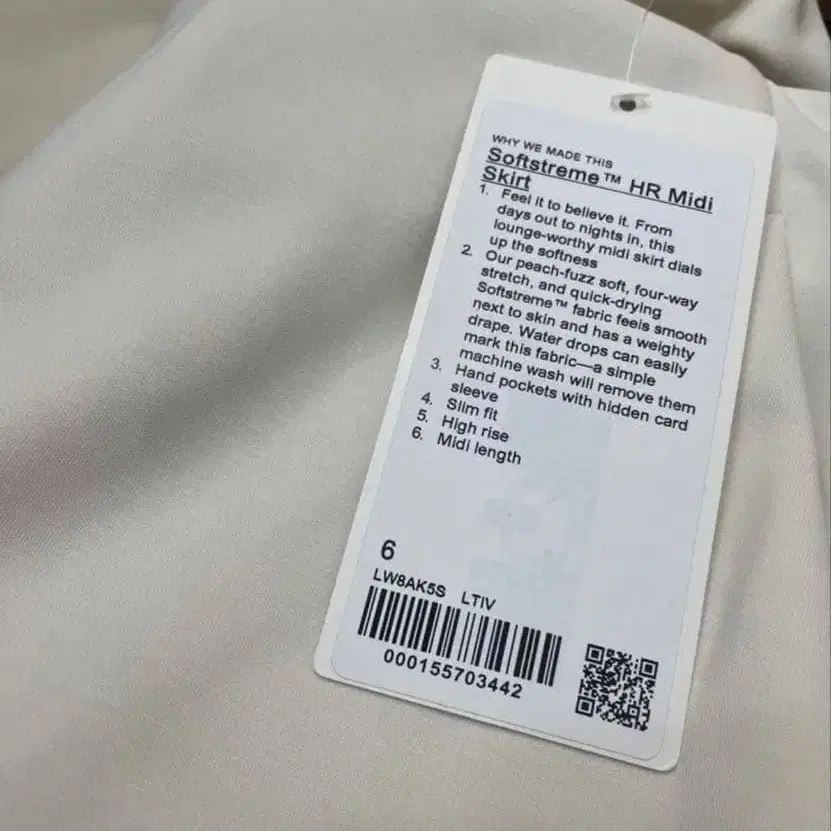 WHY WE MADE THIS
Softstreme™ HR Midi
Skirt
1. Feel it to believe it. From
days out to nights in, this
lounge-worthy midi skirt dials
up the softness
2. Our peach-fuzz soft, four-way
stretch, and quick-drying
Softstreme™ fabric feels smooth
next to skin and has a weighty
drape. Water drops can easily
mark this fabric—a simple
machine wash will remove them
3. Hand pockets with hidden card
sleeve
4. Slim fit
5. High rise
6. Midi length
6
LW8AK5S LTIV
000155703442